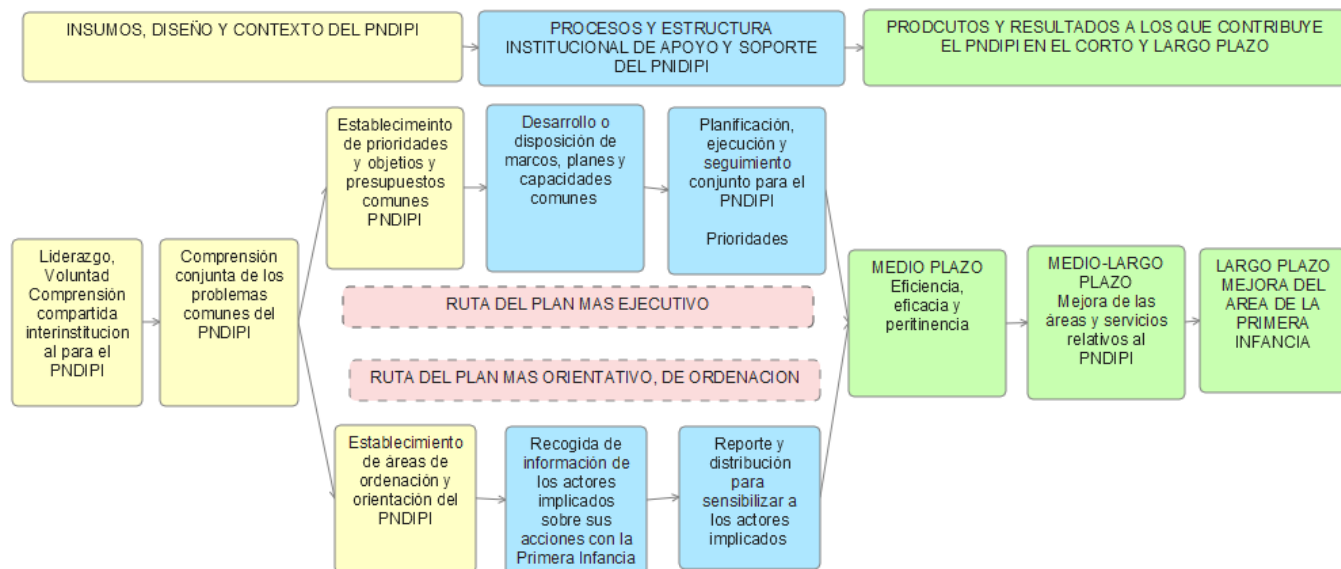 INSUMOS, DISEÑO Y CONTEXTO DEL PNDIPI
PROCESOS Y ESTRUCTURA
INSTITUCIONAL DE APOYO Y SOPORTE
DEL PNIDIPI
PRODCUTOS Y RESULTADOS A LOS QUE CONTRIBUYE
EL PNDIPI EN EL CORTO Y LARGO PLAZO
Liderazgo,
Voluntad
Comprensión
compartida
interinstitucion
al para el
PNDIPI
Comprensión
conjunta de los
problemas
comunes del
PNDIPI
Establecimeinto
de prioridades
y objetios y
presupuestos
comunes
PNDIPI
Desarrollo o
disposición de
marcos, planes y
capacidades
comunes
Planificación,
ejecución y
seguimiento
conjunto para el
PNDIPI
Prioridades
RUTA DEL PLAN MAS EJECUTIVO
RUTA DEL PLAN MAS ORIENTATIVO, DE ORDENACION
Establecimiento
de áreas de
ordenación y
orientación del
PNDIPI
Recogida de
información de
los actores
implicados
sobre sus
acciones con la
Primera Infancia
Reporte y
distribución
para
sensibilizar a
los actores
implicados
MEDIO PLAZO
Eficiencia,
eficacia y
peritinencia
MEDIO-LARGO
PLAZO
Mejora de las
áreas y servicios
relativos al
PNDIPI
LARGO PLAZO
MEJORA DEL
AREA DE LA
PRIMERA
INFANCIA